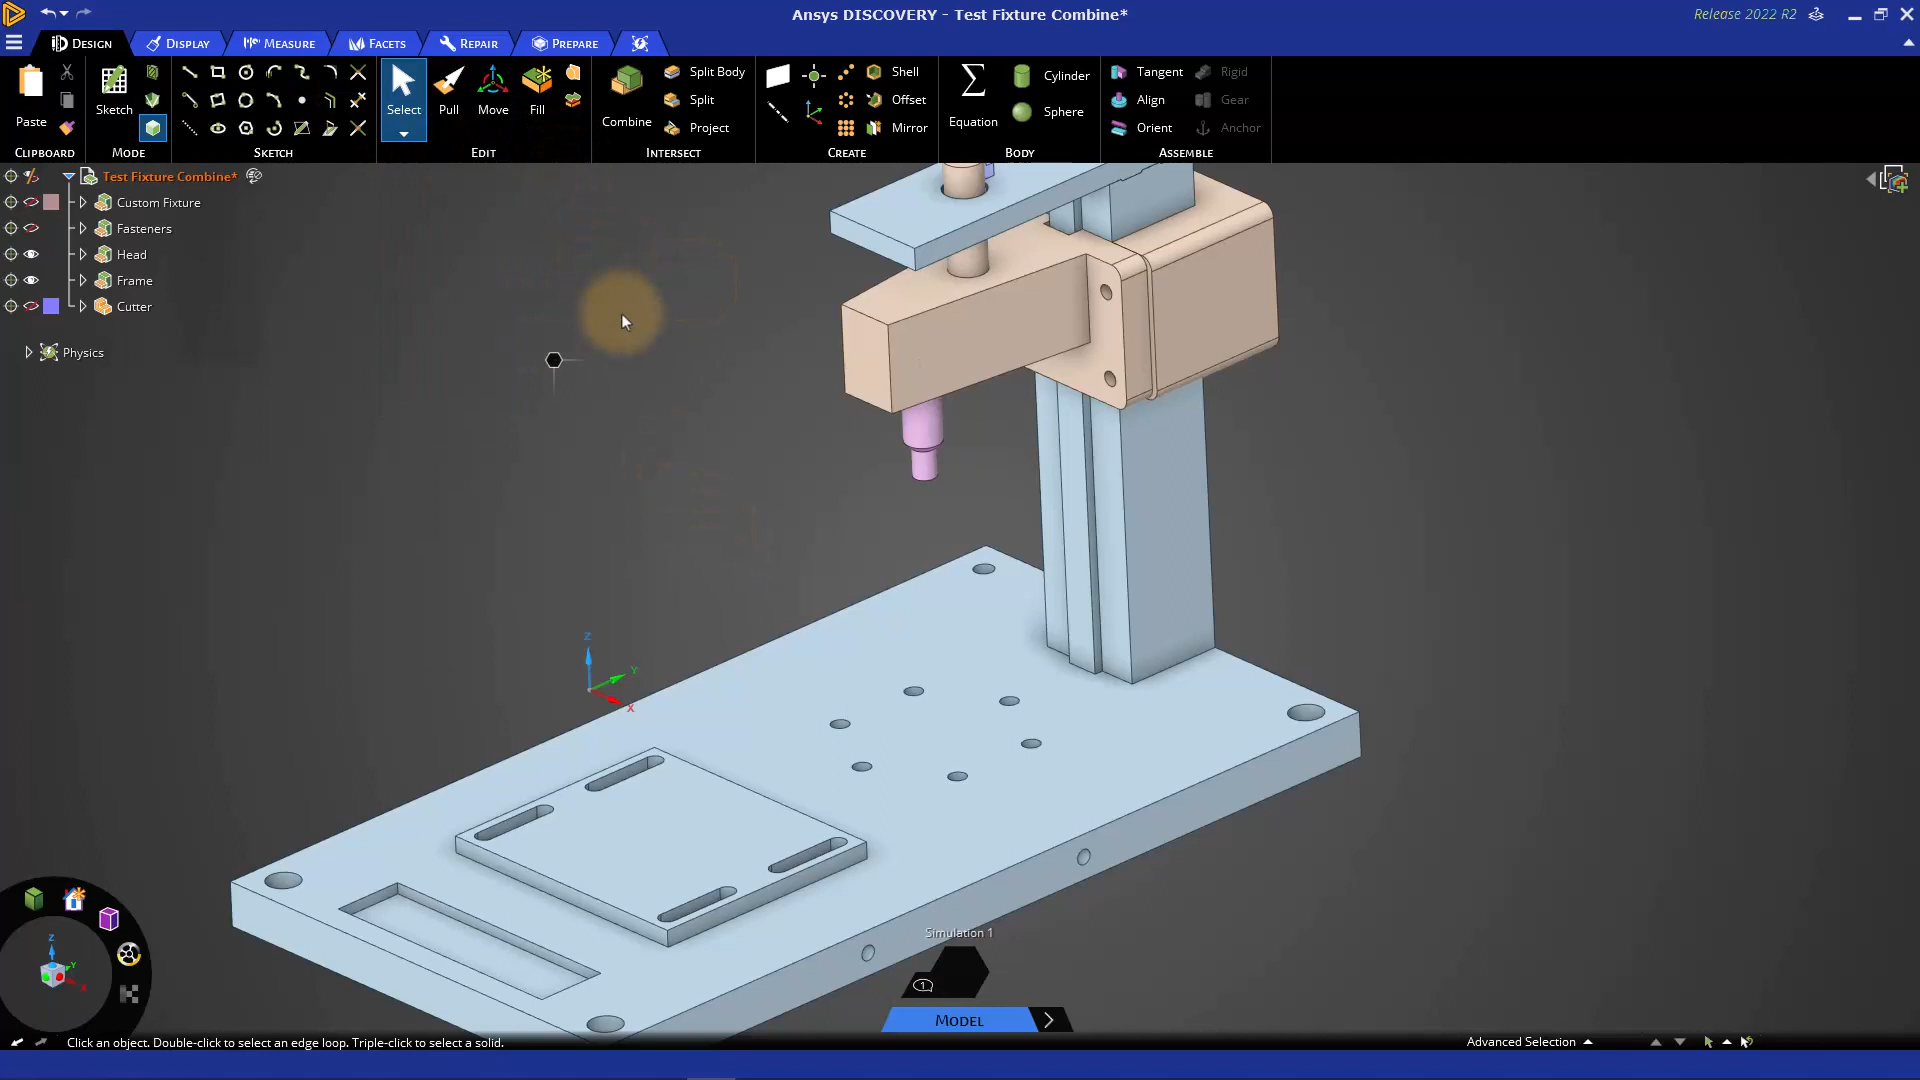 Ansys DISCOVERY - Test Fixture Combine*
Release 2022 R2
DESIGN
DISPLAY
MEASURE
FACETS
REPAIR
PREPARE
Paste
Sketch
Select
Pull
Move
Fill
Combine
Split Body
Split
Project
Shell
Offset
Mirror
Equation
Cylinder
Sphere
Tangent
Align
Orient
Rigid
Gear
Anchor
CLIPBOARD
MODE
SKETCH
EDIT
INTERSECT
CREATE
BODY
ASSEMBLE
Test Fixture Combine*
Custom Fixture
Fasteners
Head
Frame
Cutter
Physics
Z
Y
X
Simulation 1
1
MODEL
Z
Y
X
Click an object. Double-click to select an edge loop. Triple-click to select a solid.
Advanced Selection